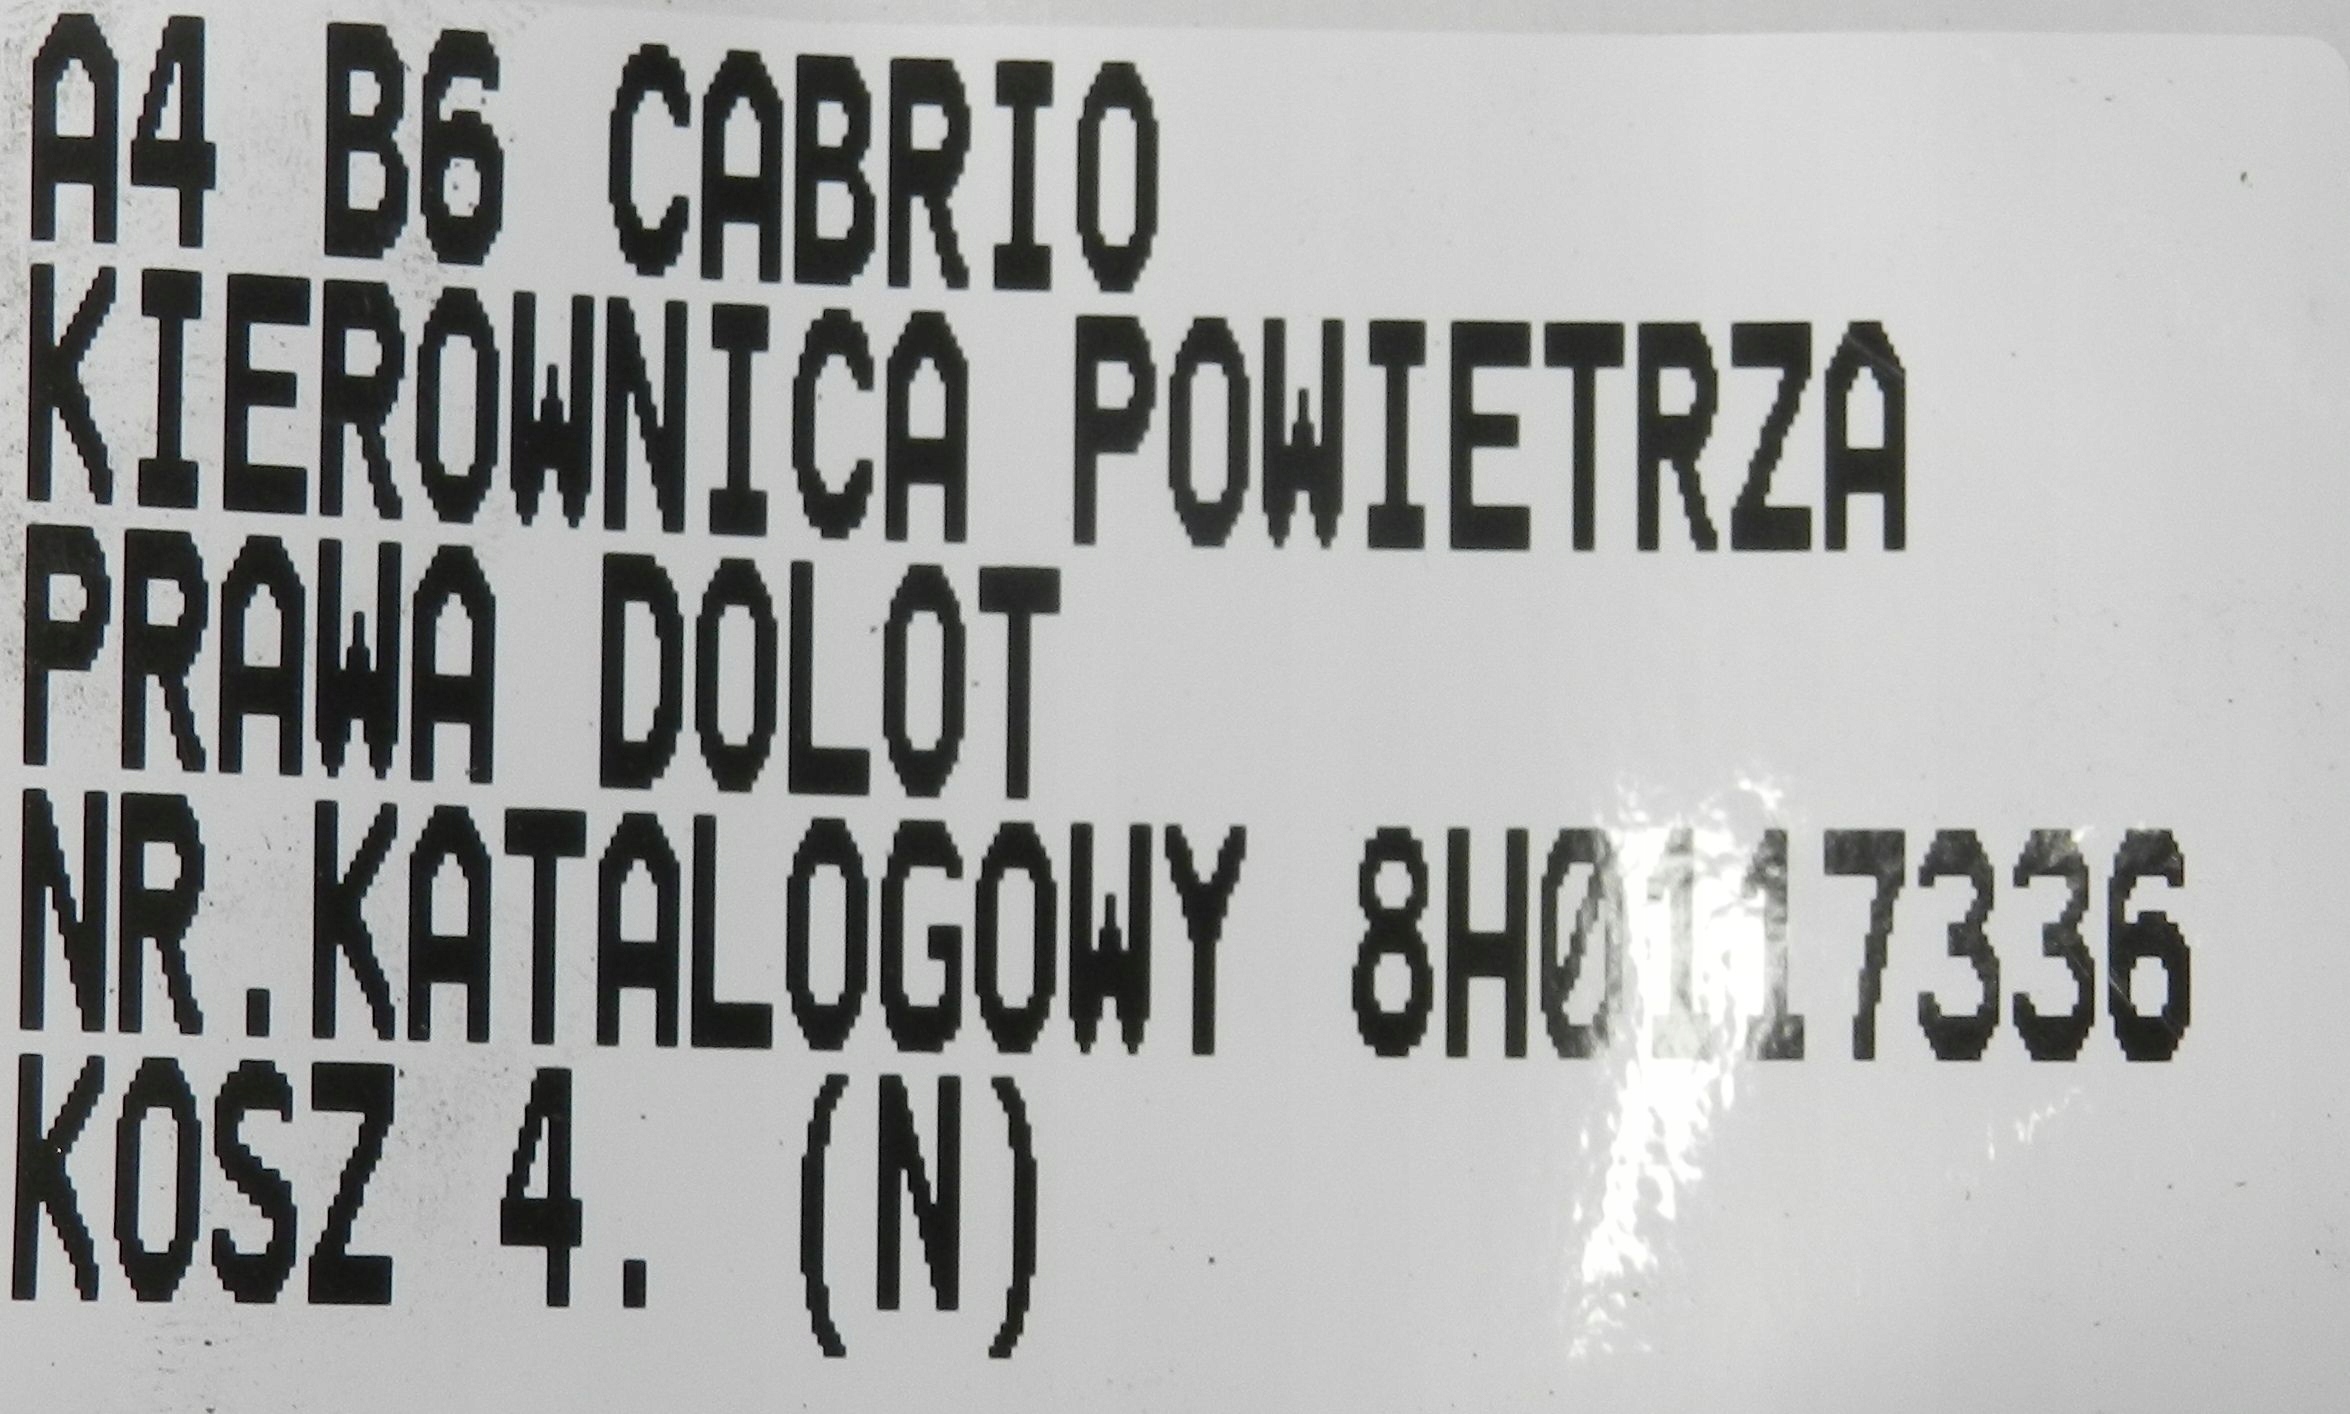 A4 B6 CABRIO
KIEROWNICA POWIETRZA
PRAWA DOLOT
NR.KATALOGOWY 8H0117336
KOSZ 4. (N)